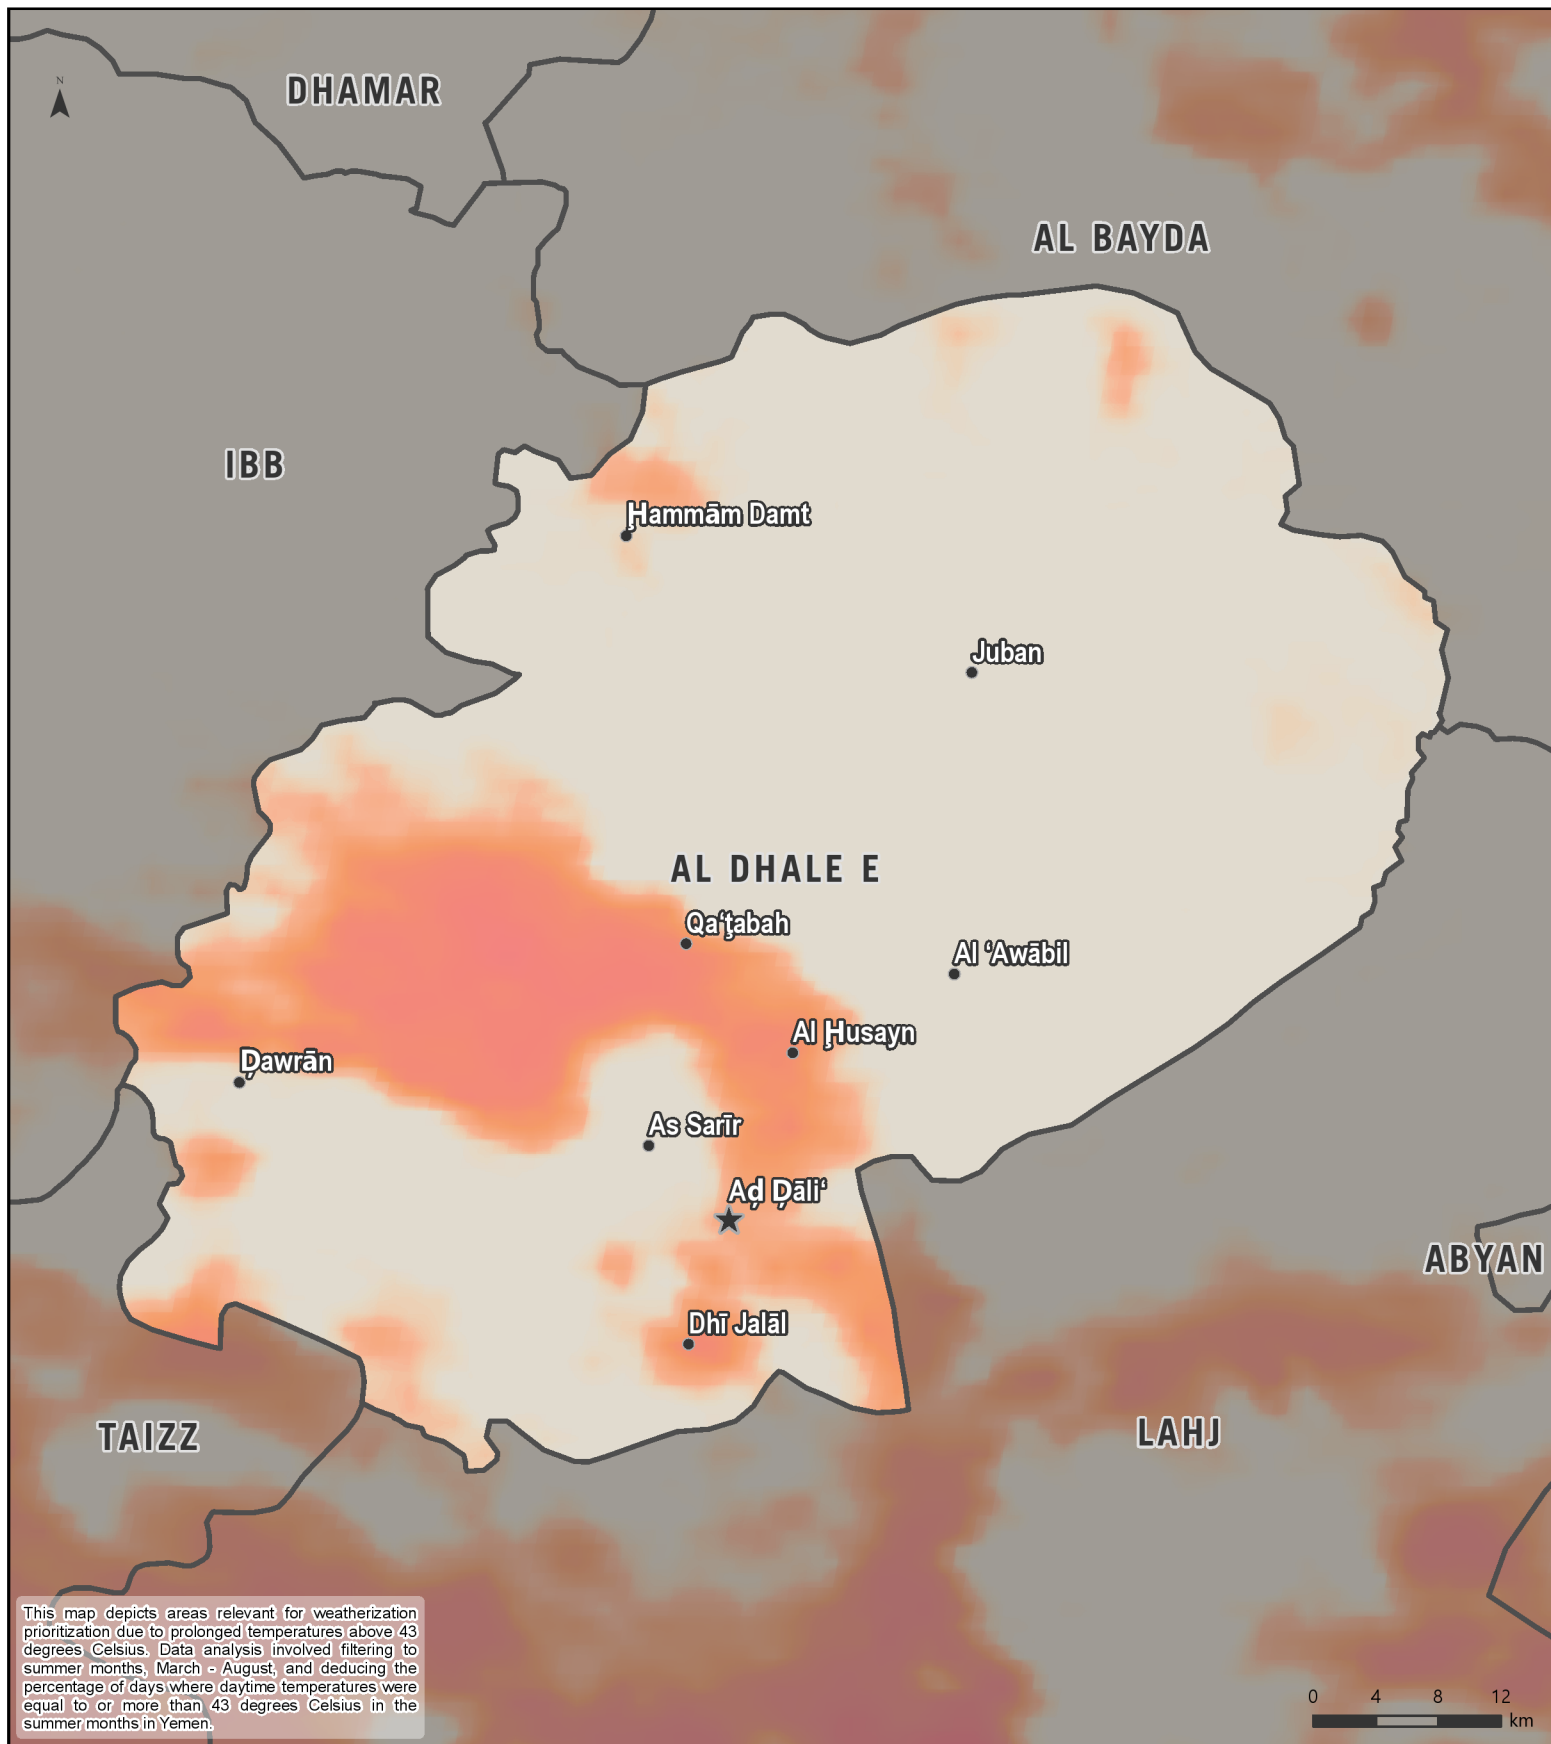 DHAMAR
N
AL BAYDA
IBB
Ḩammām Damt
Juban
AL DHALE E
Qa‘ţabah
Al ‘Awābil
Al Ḩusayn
Ḑawrān
As Sarīr
Aḑ Ḑāli‘
ABYAN
Dhī Jalāl
TAIZZ
LAHJ
This map depicts areas relevant for weatherization
prioritization due to prolonged temperatures above 43
degrees Celsius. Data analysis involved filtering to
summer months, March - August, and deducing the
percentage of days where daytime temperatures were
equal to or more than 43 degrees Celsius in the
summer months in Yemen.
0 4 8 12
km